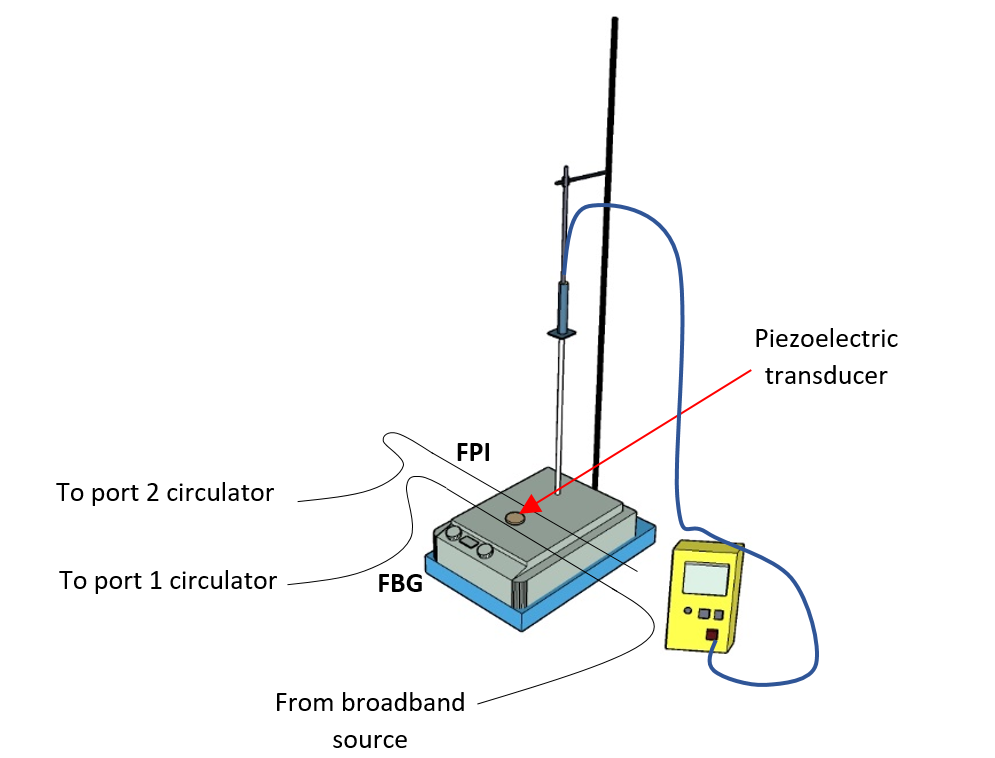 Piezoelectric
transducer
FPI
To port 2 circulator
To port 1 circulator
FBG
From broadband
source